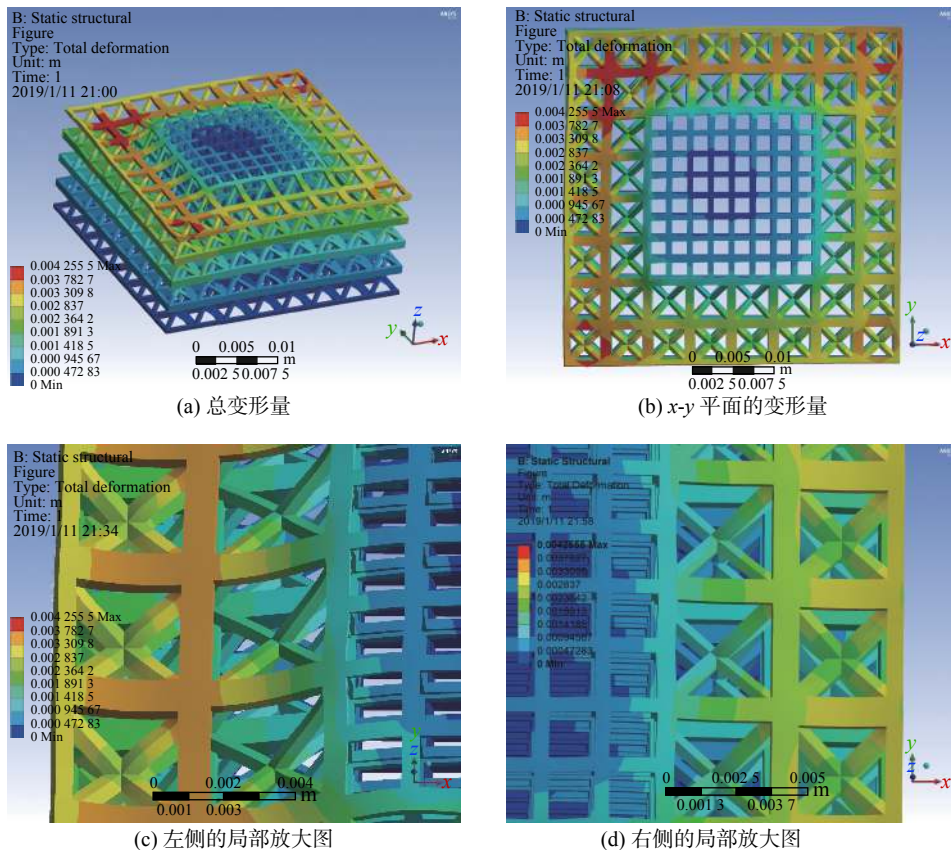 B: Static structural
Figure
Type: Total deformation
Unit: m
Time: 1
2019/1/11 21:00
0.004 255 5 Max
0.003 782 7
0.003 309 8
0.002 837
0.002 364 2
0.001 891 3
0.001 418 5
0.000 945 67
0.000 472 83
0 Min
0 0.005 0.01
m
0.002 5 0.007 5
z
y
x
(a) 总变形量
B: Static structural
Figure
Type: Total deformation
Unit: m
Time: 1
2019/1/11 21:08
0.004 255 5 Max
0.003 782 7
0.003 309 8
0.002 837
0.002 364 2
0.001 891 3
0.001 418 5
0.000 945 67
0.000 472 83
0 Min
0 0.005 0.01
m
0.002 5 0.007 5
y
z
x
(b) x-y 平面的变形量
B: Static structural
Figure
Type: Total deformation
Unit: m
Time: 1
2019/1/11 21:34
0.004 255 5 Max
0.003 782 7
0.003 309 8
0.002 837
0.002 364 2
0.001 891 3
0.001 418 5
0.000 945 67
0.000 472 83
0 Min
0 0.002 0.004
m
0.001 0.003
y
z
x
(c) 左侧的局部放大图
B: Static Structural
Figure
Type: Total Deformation
Unit: m
Time: 1
2019/1/11 21:58
0.0042555 Max
0.002837
0.00047283
0 Min
0 0.002 5 0.005
m
0.001 3 0.003 7
y
z
x
(d) 右侧的局部放大图